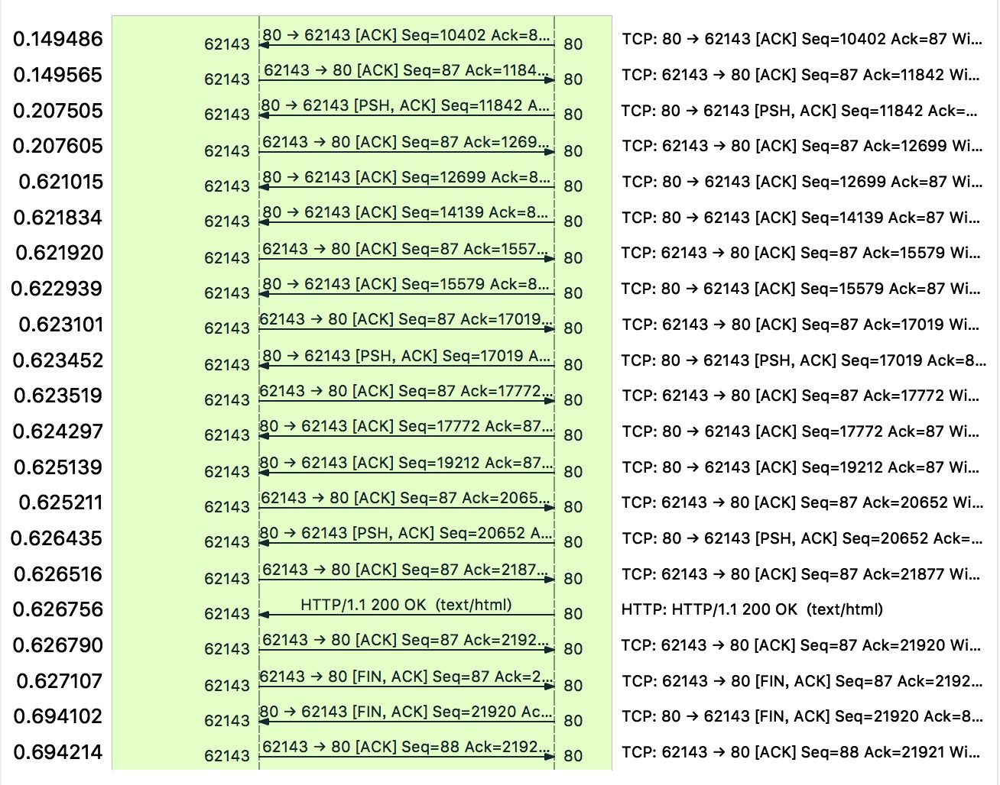 0.149486 62143 80 → 62143 [ACK] Seq=10402 Ack=8... 80 TCP: 80 → 62143 [ACK] Seq=10402 Ack=87 Wi...
0.149565 62143 62143 → 80 [ACK] Seq=87 Ack=1184... 80 TCP: 62143 → 80 [ACK] Seq=87 Ack=11842 Wi...
0.207505 62143 80 → 62143 [PSH, ACK] Seq=11842 A... 80 TCP: 80 → 62143 [PSH, ACK] Seq=11842 Ack=...
0.207605 62143 62143 → 80 [ACK] Seq=87 Ack=1269... 80 TCP: 62143 → 80 [ACK] Seq=87 Ack=12699 Wi...
0.621015 62143 80 → 62143 [ACK] Seq=12699 Ack=8... 80 TCP: 80 → 62143 [ACK] Seq=12699 Ack=87 Wi...
0.621834 62143 80 → 62143 [ACK] Seq=14139 Ack=8... 80 TCP: 80 → 62143 [ACK] Seq=14139 Ack=87 Wi...
0.621920 62143 62143 → 80 [ACK] Seq=87 Ack=1557... 80 TCP: 62143 → 80 [ACK] Seq=87 Ack=15579 Wi...
0.622939 62143 80 → 62143 [ACK] Seq=15579 Ack=8... 80 TCP: 80 → 62143 [ACK] Seq=15579 Ack=87 Wi...
0.623101 62143 62143 → 80 [ACK] Seq=87 Ack=17019... 80 TCP: 62143 → 80 [ACK] Seq=87 Ack=17019 Wi...
0.623452 62143 80 → 62143 [PSH, ACK] Seq=17019 A... 80 TCP: 80 → 62143 [PSH, ACK] Seq=17019 Ack=8...
0.623519 62143 62143 → 80 [ACK] Seq=87 Ack=17772... 80 TCP: 62143 → 80 [ACK] Seq=87 Ack=17772 Wi...
0.624297 62143 80 → 62143 [ACK] Seq=17772 Ack=87... 80 TCP: 80 → 62143 [ACK] Seq=17772 Ack=87 Wi...
0.625139 62143 80 → 62143 [ACK] Seq=19212 Ack=87... 80 TCP: 80 → 62143 [ACK] Seq=19212 Ack=87 Wi...
0.625211 62143 62143 → 80 [ACK] Seq=87 Ack=2065... 80 TCP: 62143 → 80 [ACK] Seq=87 Ack=20652 Wi...
0.626435 62143 80 → 62143 [PSH, ACK] Seq=20652 A... 80 TCP: 80 → 62143 [PSH, ACK] Seq=20652 Ack=...
0.626516 62143 62143 → 80 [ACK] Seq=87 Ack=2187... 80 TCP: 62143 → 80 [ACK] Seq=87 Ack=21877 Wi...
0.626756 62143 HTTP/1.1 200 OK (text/html) 80 HTTP: HTTP/1.1 200 OK (text/html)
0.626790 62143 62143 → 80 [ACK] Seq=87 Ack=2192... 80 TCP: 62143 → 80 [ACK] Seq=87 Ack=21920 Wi...
0.627107 62143 62143 → 80 [FIN, ACK] Seq=87 Ack=2... 80 TCP: 62143 → 80 [FIN, ACK] Seq=87 Ack=2192...
0.694102 62143 80 → 62143 [FIN, ACK] Seq=21920 Ac... 80 TCP: 80 → 62143 [FIN, ACK] Seq=21920 Ack=8...
0.694214 62143 62143 → 80 [ACK] Seq=88 Ack=2192... 80 TCP: 62143 → 80 [ACK] Seq=88 Ack=21921 Wi...